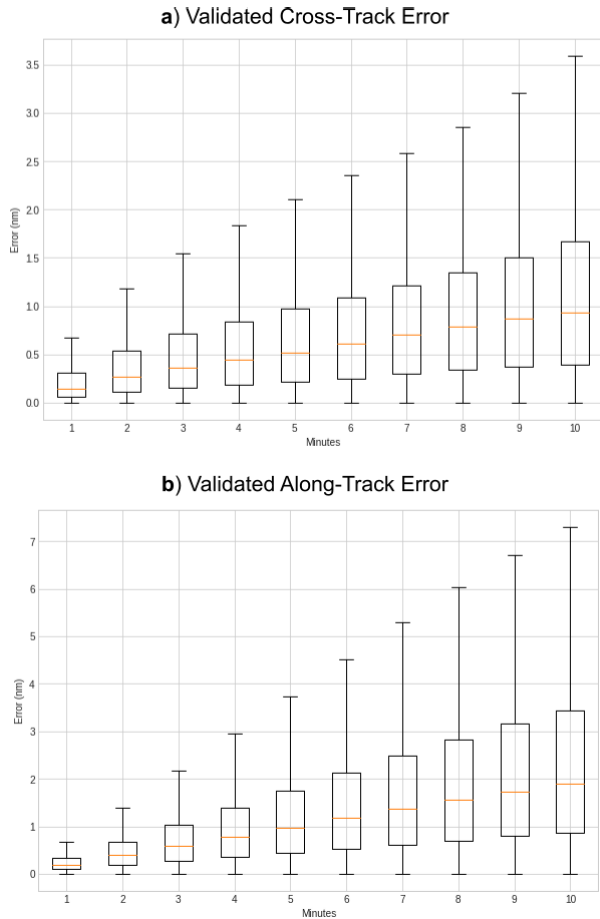 a) Validated Cross-Track Error
3.5
3.0
2.5
2.0
1.5
1.0
0.5
0.0
Error (nm)
1 2 3 4 5 6 7 8 9 10
Minutes
b) Validated Along-Track Error
7
6
5
4
3
2
1
0
Error (nm)
1 2 3 4 5 6 7 8 9 10
Minutes